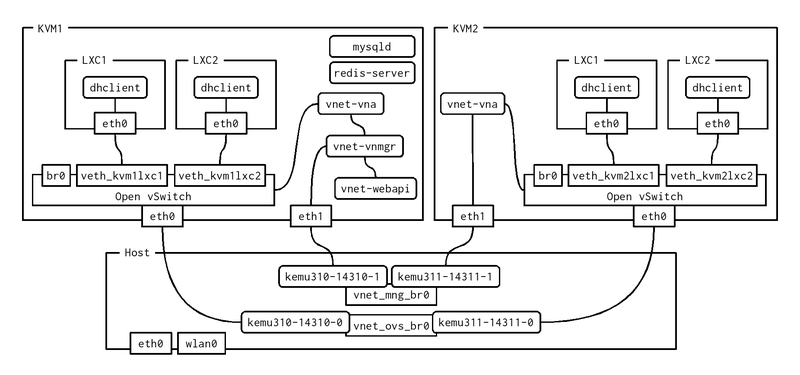 KVM1
KVM2
mysqld
redis-server
LXC1
LXC2
LXC1
LXC2
dhclient
dhclient
dhclient
dhclient
vnet-vna
vnet-vna
eth0
eth0
eth0
eth0
vnet-vnmgr
br0
veth_kvm1lxc1
veth_kvm1lxc2
br0
veth_kvm2lxc1
veth_kvm2lxc2
vnet-webapi
Open vSwitch
Open vSwitch
eth0
eth1
eth1
eth0
Host
kemu310-14310-1
kemu311-14311-1
vnet_mng_br0
kemu310-14310-0
vnet_ovs_br0
kemu311-14311-0
eth0
wlan0